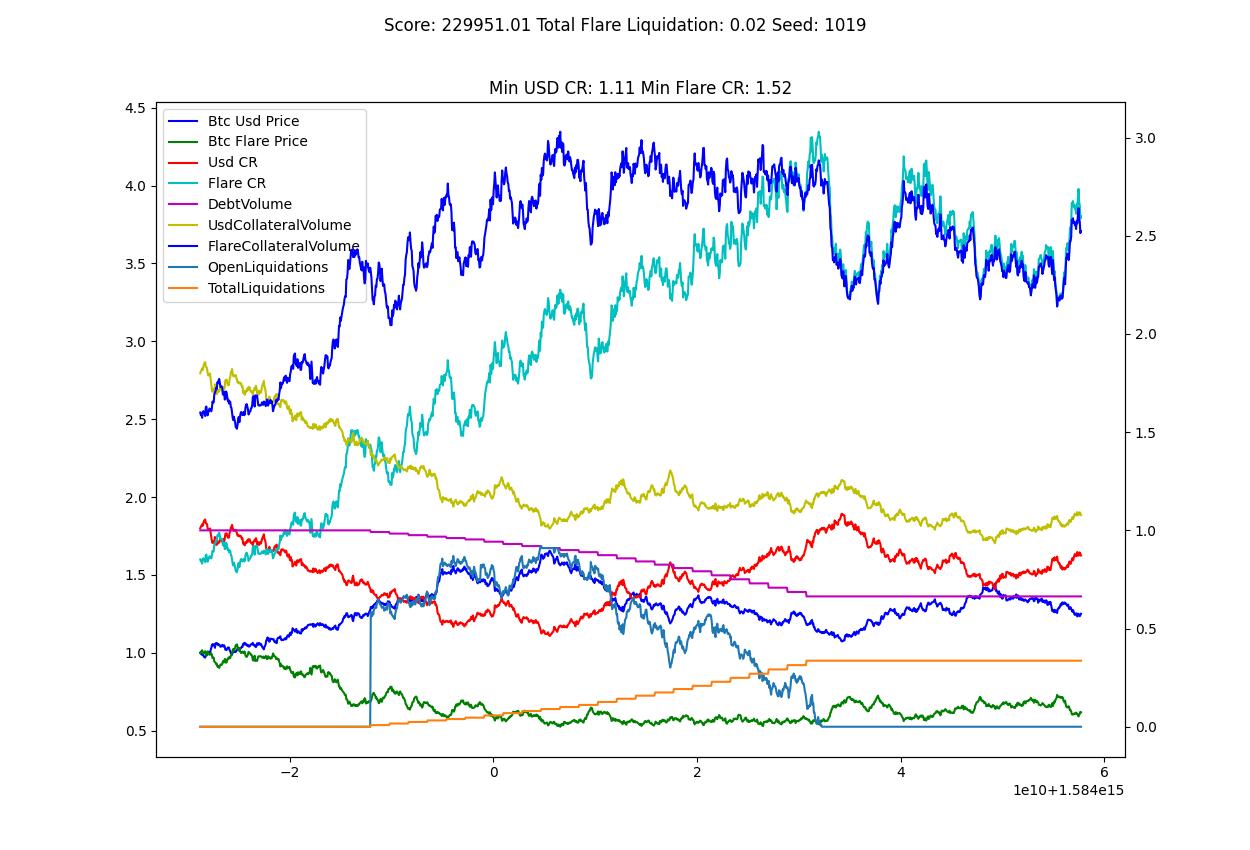 Score: 229951.01 Total Flare Liquidation: 0.02 Seed: 1019
Min USD CR: 1.11 Min Flare CR: 1.52
Btc Usd Price
Btc Flare Price
Usd CR
Flare CR
DebtVolume
UsdCollateralVolume
FlareCollateralVolume
OpenLiquidations
TotalLiquidations
4.5
4.0
3.5
3.0
2.5
2.0
1.5
1.0
0.5
3.0
2.5
2.0
1.5
1.0
0.5
0.0
−2 0 2 4 6
1e10+1.584e15